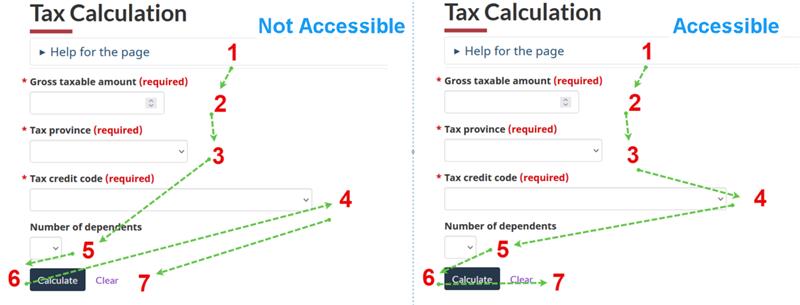 Tax Calculation
Not Accessible
▸ Help for the page
1
* Gross taxable amount (required)
2
* Tax province (required)
3
* Tax credit code (required)
4
Number of dependents
5
6
Calculate
Clear
7
Tax Calculation
Accessible
▸ Help for the page
1
* Gross taxable amount (required)
2
* Tax province (required)
3
* Tax credit code (required)
4
Number of dependents
5
6
Calculate
Clear
7